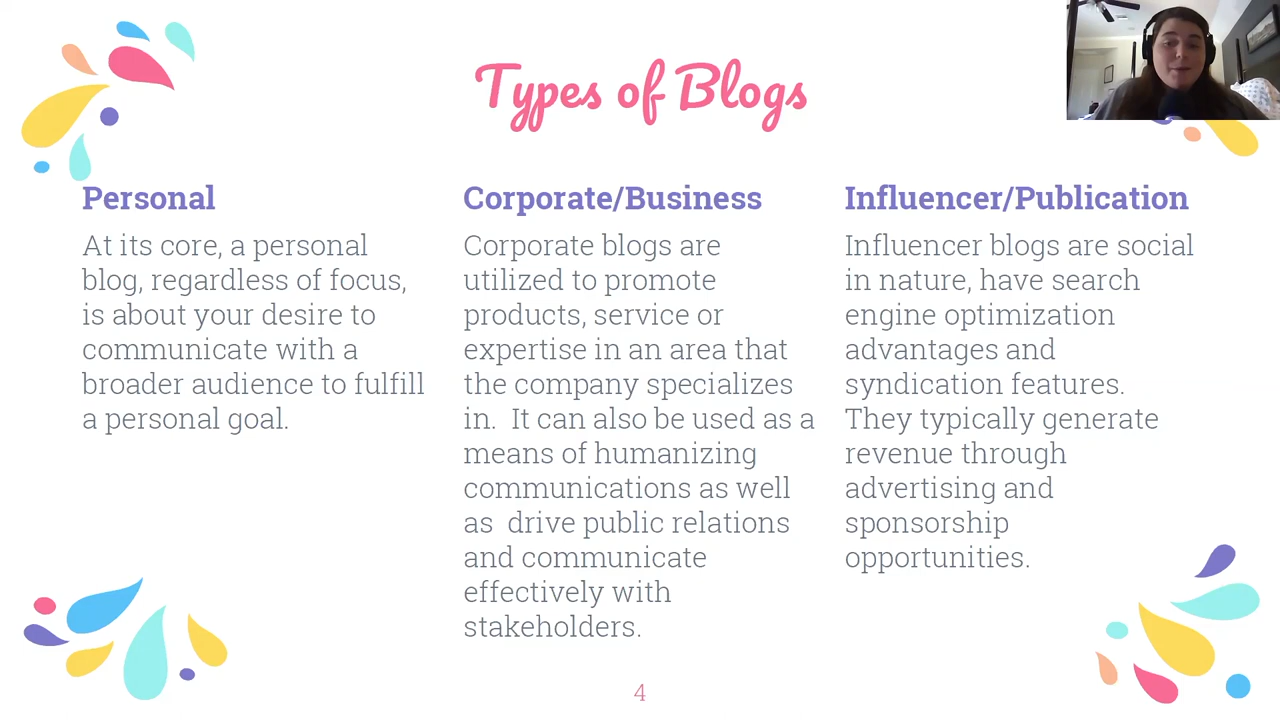 Types of Blogs
Personal
At its core, a personal
blog, regardless of focus,
is about your desire to
communicate with a
broader audience to fulfill
a personal goal.
Corporate/Business
Corporate blogs are
utilized to promote
products, service or
expertise in an area that
the company specializes
in.  It can also be used as a
means of humanizing
communications as well
as  drive public relations
and communicate
effectively with
stakeholders.
Influencer/Publication
Influencer blogs are social
in nature, have search
engine optimization
advantages and
syndication features.
They typically generate
revenue through
advertising and
sponsorship
opportunities.
4